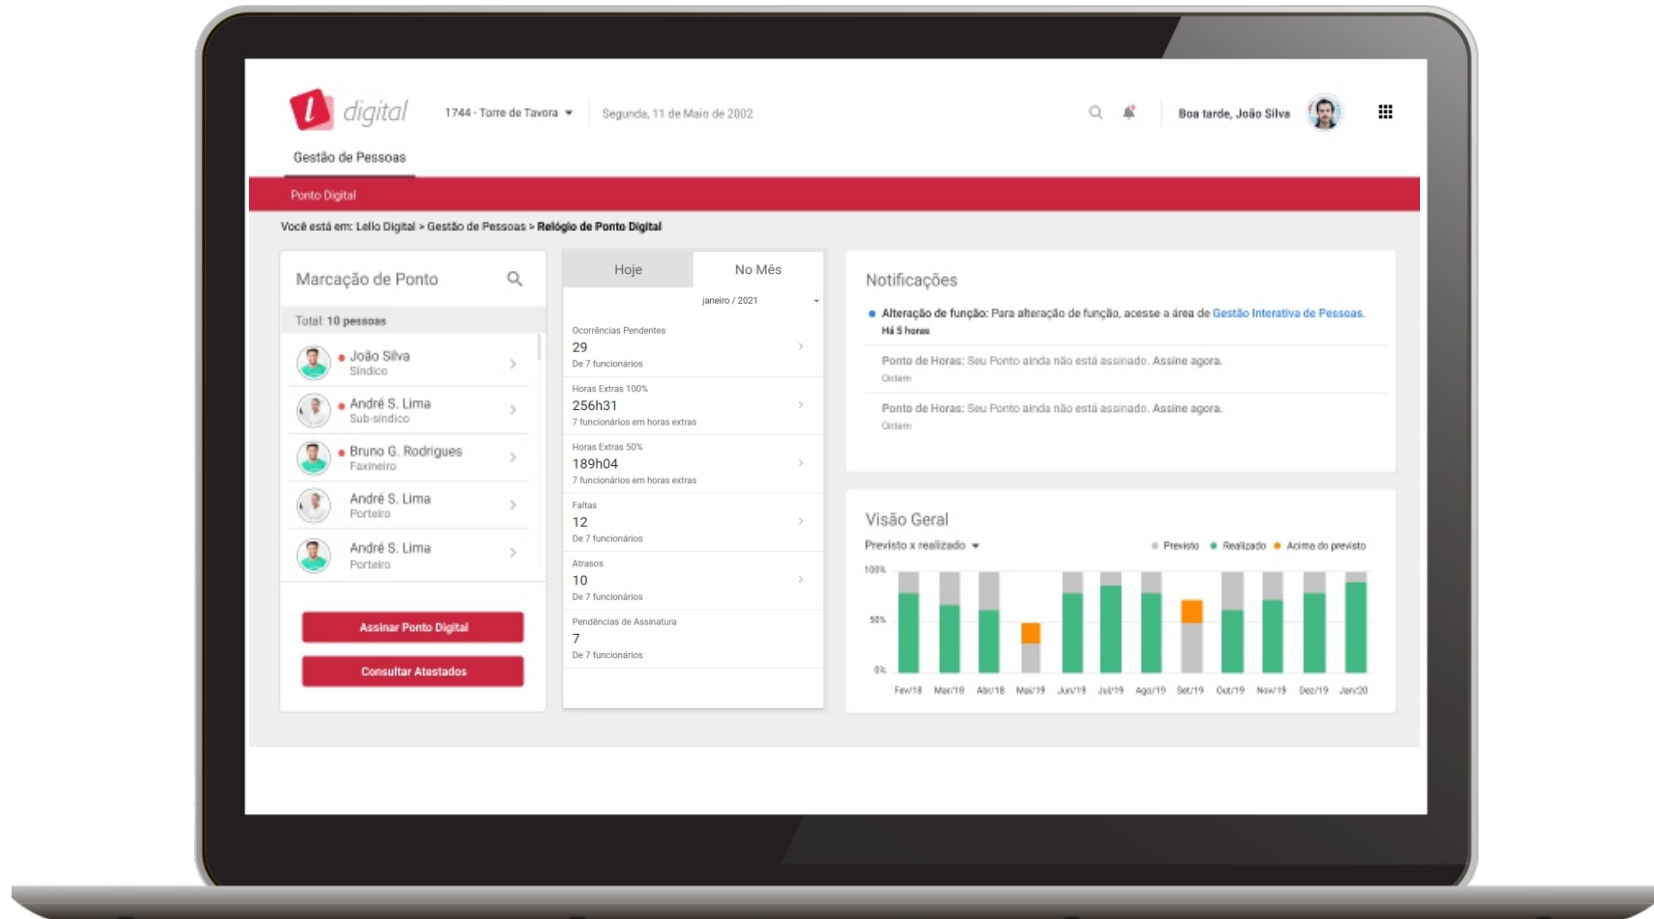 l digital
1744 - Torre de Tavora
Segunda, 11 de Maio de 2002
Boa tarde, João Silva
Gestão de Pessoas
Ponto Digital
Você está em: Lello Digital > Gestão de Pessoas > Relógio de Ponto Digital
Marcação de Ponto
Total: 10 pessoas
João Silva
Síndico
André S. Lima
Sub-síndico
Bruno G. Rodrigues
Faxineiro
André S. Lima
Porteiro
André S. Lima
Porteiro
Assinar Ponto Digital
Consultar Atestados
Hoje
No Mês
janeiro / 2021
Ocorrências Pendentes
29
De 7 funcionários
Horas Extras 100%
256h31
7 funcionários em horas extras
Horas Extras 50%
189h04
7 funcionários em horas extras
Faltas
12
De 7 funcionários
Atrasos
10
De 7 funcionários
Pendências de Assinatura
7
De 7 funcionários
Notificações
Alteração de função: Para alteração de função, acesse a área de Gestão Interativa de Pessoas.
Há 5 horas
Ponto de Horas: Seu Ponto ainda não está assinado. Assine agora.
Ontem
Ponto de Horas: Seu Ponto ainda não está assinado. Assine agora.
Ontem
Visão Geral
Previsto x realizado
Previsto Realizado Acima do previsto
100%
50%
0%
Fev/18 Mar/18 Abr/18 Mai/19 Jun/19 Jul/19 Ago/19 Set/19 Out/19 Nov/19 Dez/19 Jan/20